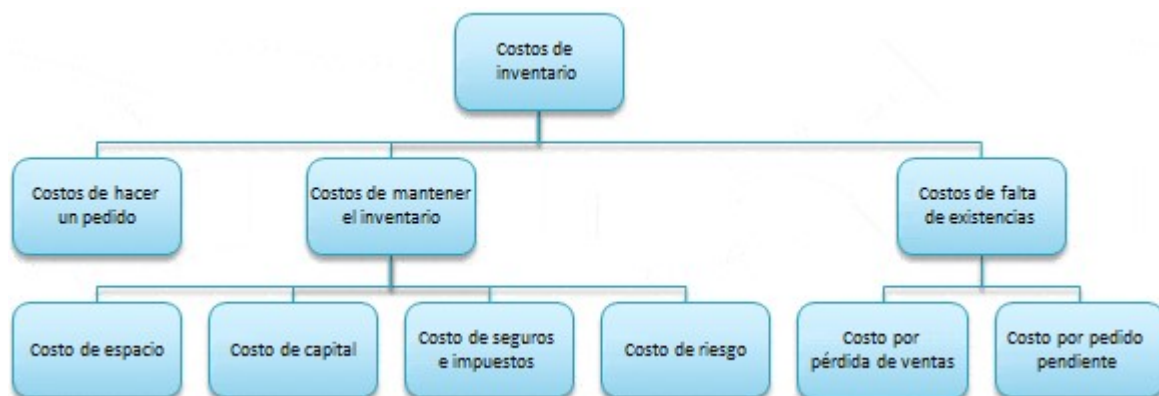 Costos de
inventario
Costos de hacer
un pedido
Costos de mantener
el inventario
Costos de falta
de existencias
Costo de espacio
Costo de capital
Costo de seguros
e impuestos
Costo de riesgo
Costo por
pérdida de ventas
Costo por pedido
pendiente